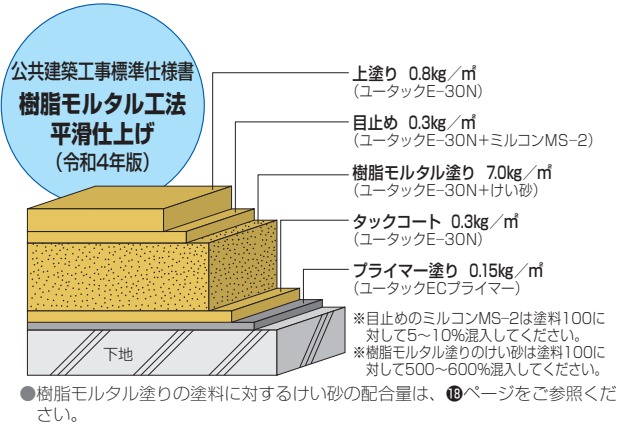 公共建築工事標準仕様書
樹脂モルタル工法
平滑仕上げ
(令和4年版)
上塗り 0.8kg/㎡
(ユータックE-30N)
目止め 0.3kg/㎡
(ユータックE-30N+ミルコンMS-2)
樹脂モルタル塗り 7.0kg/㎡
(ユータックE-30N+けい砂)
タックコート 0.3kg/㎡
(ユータックE-30N)
プライマー塗り 0.15kg/㎡
(ユータックECプライマー)
※目止めのミルコンMS-2は塗料100に
対して5〜10%混入してください。
※樹脂モルタル塗りのけい砂は塗料100に
対して500〜600%混入してください。
下地
●樹脂モルタル塗りの塗料に対するけい砂の配合量は、⓲ページをご参照くだ
さい。